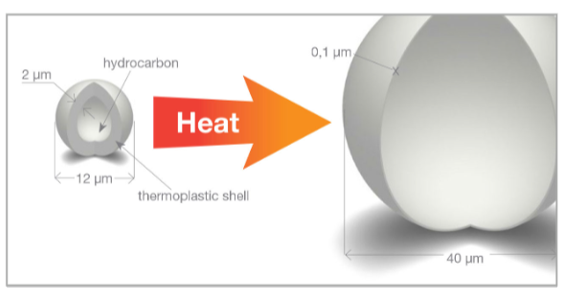 hydrocarbon
2 µm
Heat
12 µm
thermoplastic shell
0,1 µm
40 µm